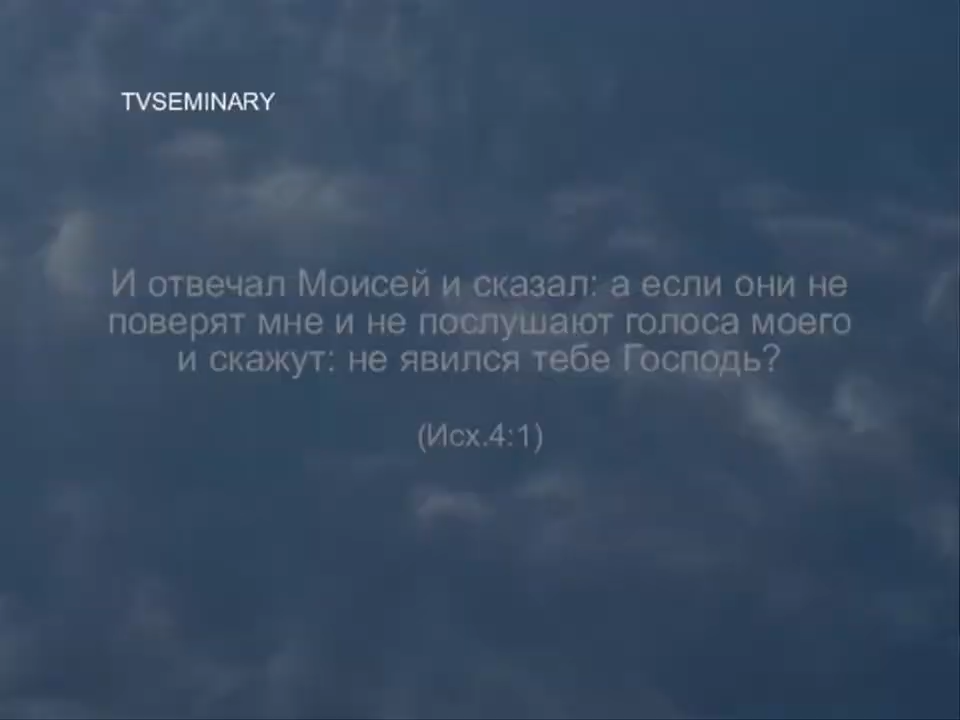 TVSEMINARY
И отвечал Моисей и сказал: а если они не
поверят мне и не послушают голоса моего
и скажут: не явился тебе Господь?
(Исх.4:1)